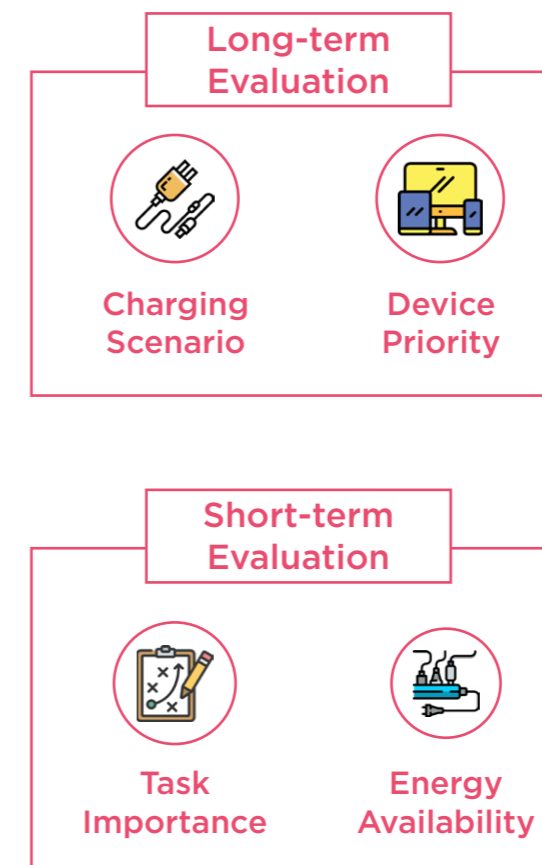 Long-term
Evaluation
Charging
Scenario
Device
Priority
Short-term
Evaluation
Task
Importance
Energy
Availability